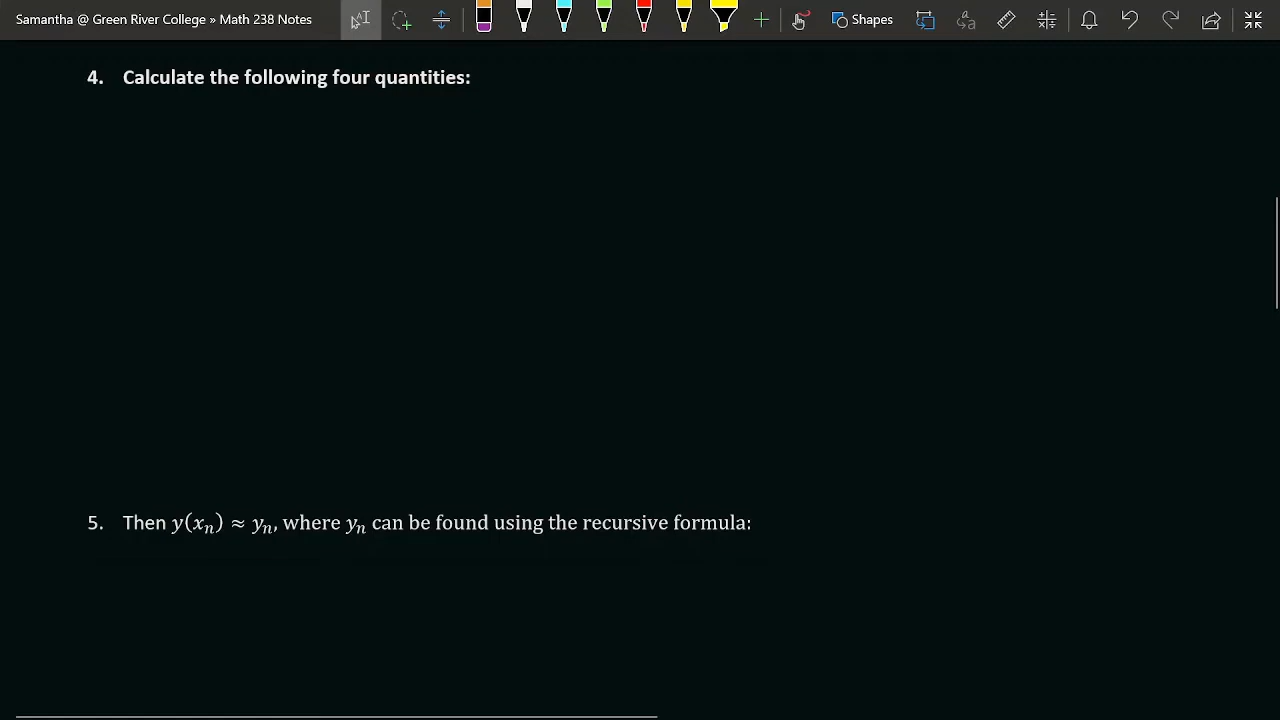 Samantha @ Green River College » Math 238 Notes
Shapes
4. Calculate the following four quantities:
5. Then y(xₙ) ≈ yₙ, where yₙ can be found using the recursive formula: